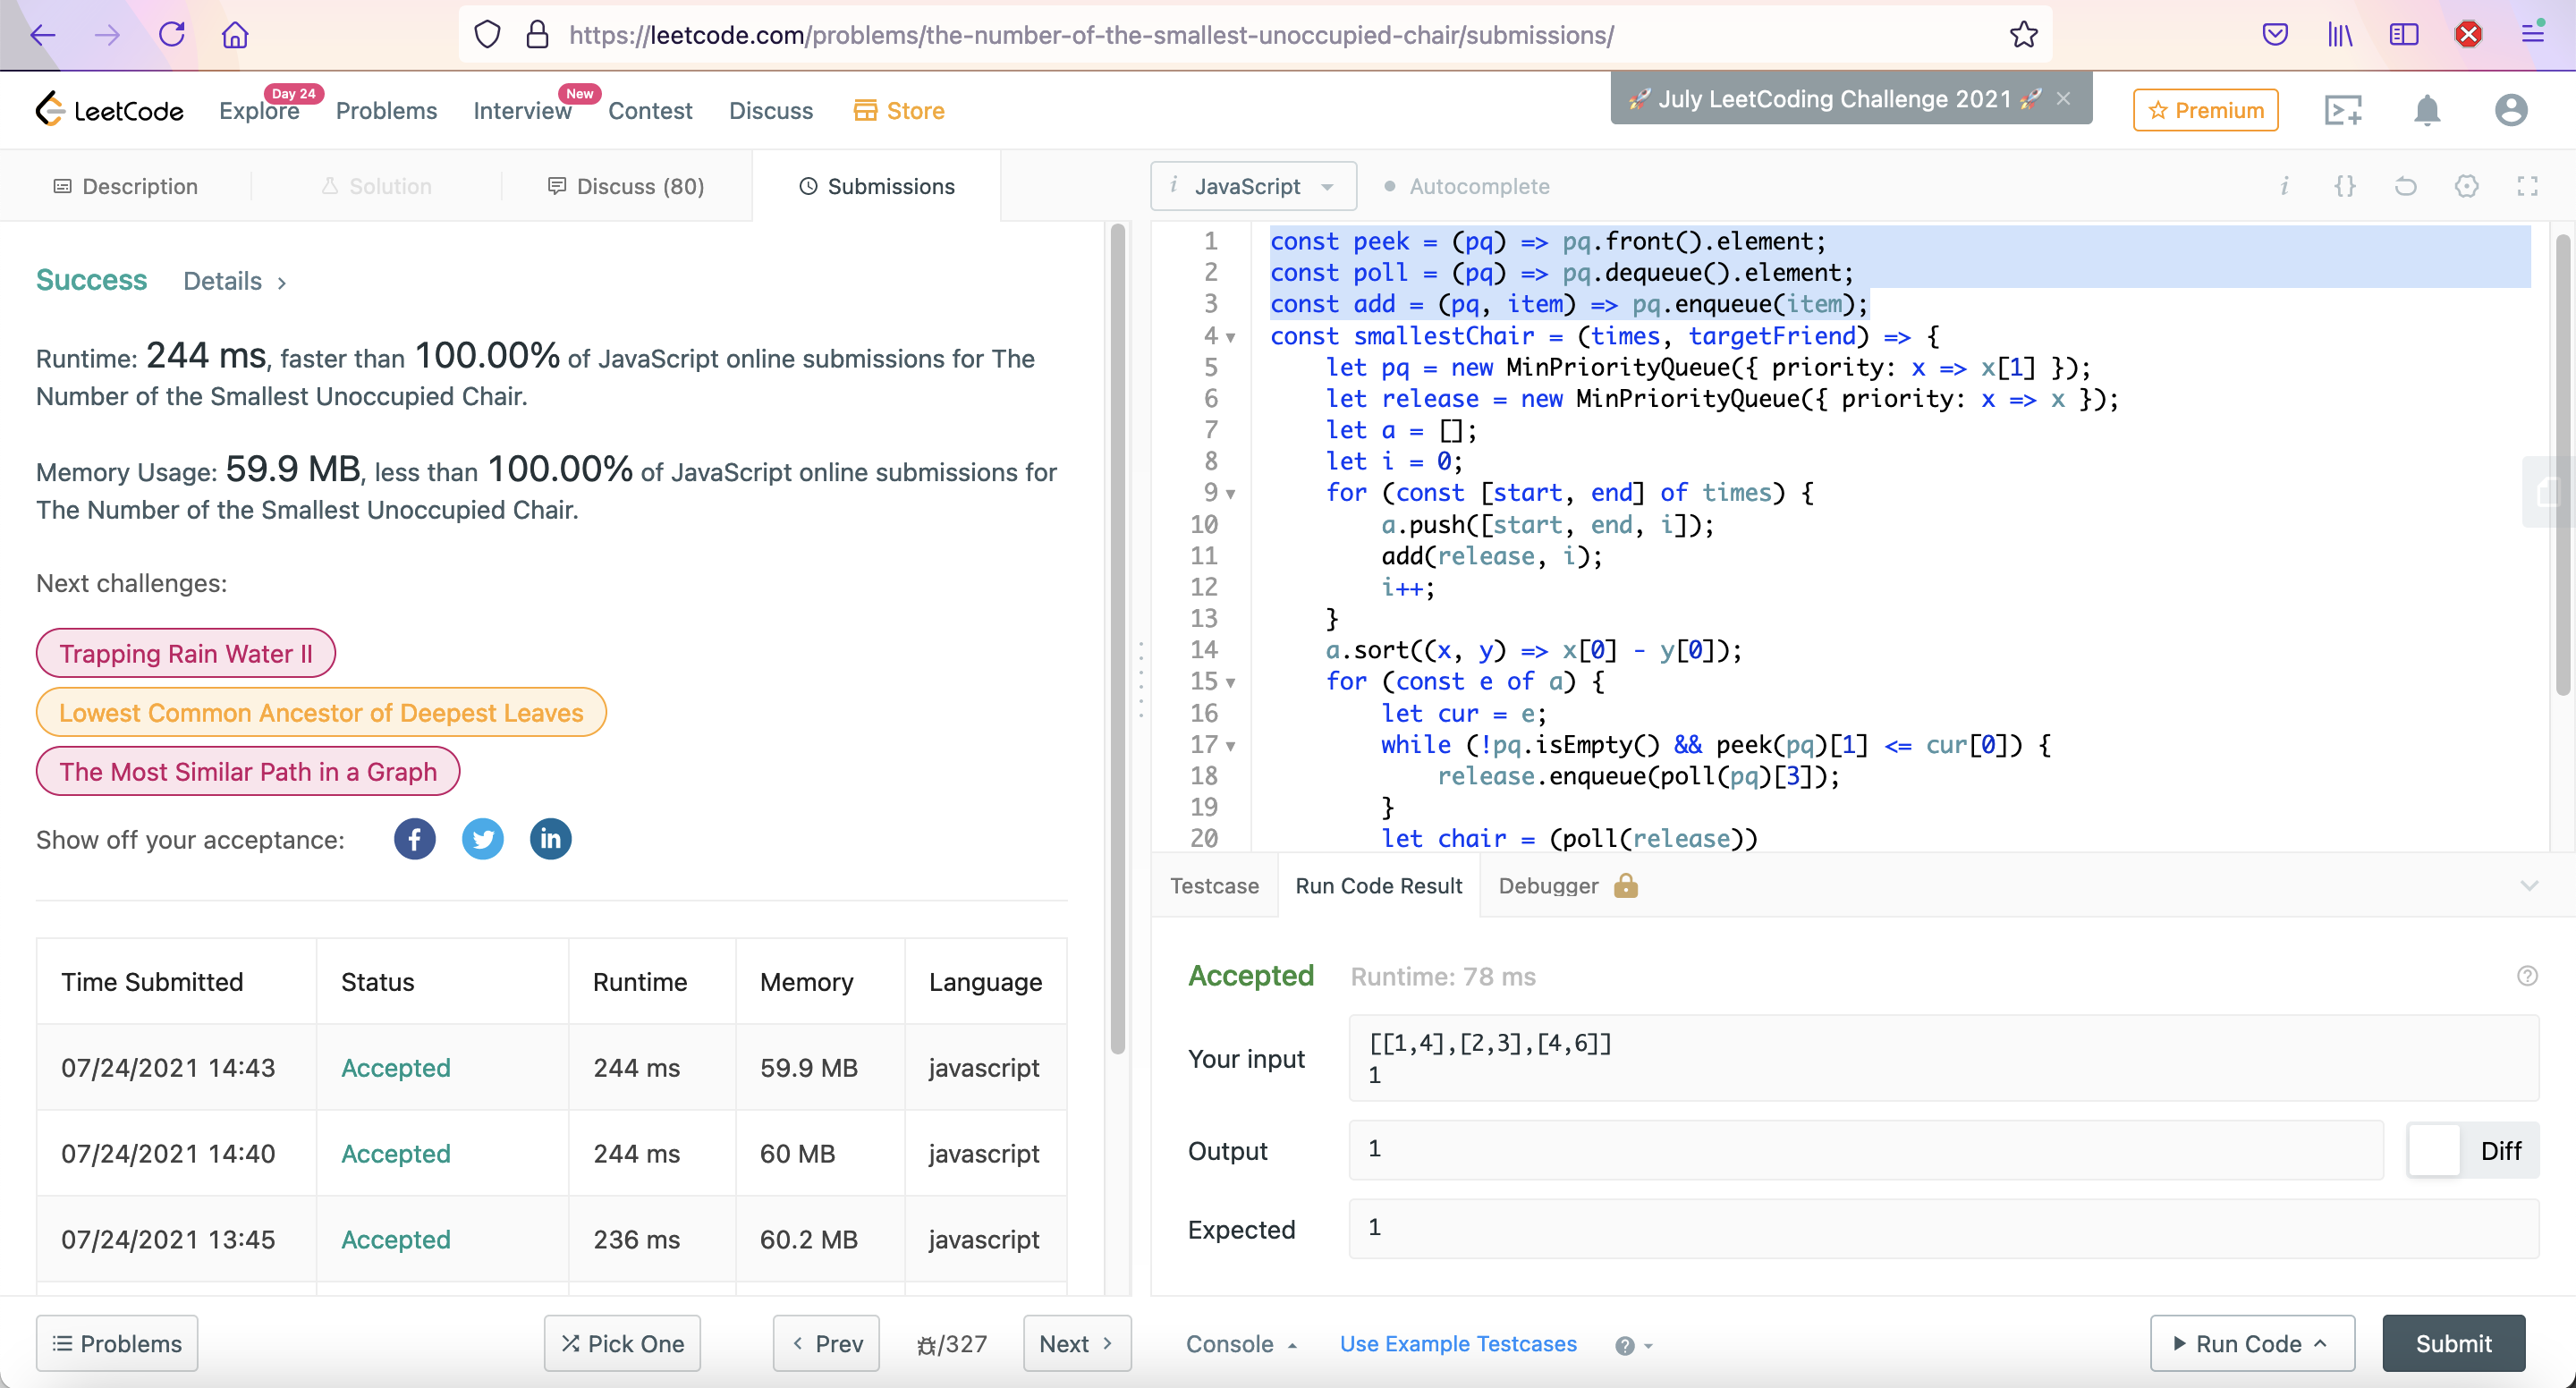 https://leetcode.com/problems/the-number-of-the-smallest-unoccupied-chair/submissions/
LeetCode
Explore
Day 24
Problems
Interview
New
Contest
Discuss
Store
🚀 July LeetCoding Challenge 2021 🚀 ×
Premium
Description
Solution
Discuss (80)
Submissions
i JavaScript
Autocomplete
i {}
Success Details >
Runtime: 244 ms, faster than 100.00% of JavaScript online submissions for The
Number of the Smallest Unoccupied Chair.
Memory Usage: 59.9 MB, less than 100.00% of JavaScript online submissions for
The Number of the Smallest Unoccupied Chair.
Next challenges:
Trapping Rain Water II
Lowest Common Ancestor of Deepest Leaves
The Most Similar Path in a Graph
Show off your acceptance:
Time Submitted Status Runtime Memory Language
07/24/2021 14:43 Accepted 244 ms 59.9 MB javascript
07/24/2021 14:40 Accepted 244 ms 60 MB javascript
07/24/2021 13:45 Accepted 236 ms 60.2 MB javascript
1 const peek = (pq) => pq.front().element;
2 const poll = (pq) => pq.dequeue().element;
3 const add = (pq, item) => pq.enqueue(item);
4 const smallestChair = (times, targetFriend) => {
5     let pq = new MinPriorityQueue({ priority: x => x[1] });
6     let release = new MinPriorityQueue({ priority: x => x });
7     let a = [];
8     let i = 0;
9     for (const [start, end] of times) {
10         a.push([start, end, i]);
11         add(release, i);
12         i++;
13     }
14     a.sort((x, y) => x[0] - y[0]);
15     for (const e of a) {
16         let cur = e;
17         while (!pq.isEmpty() && peek(pq)[1] <= cur[0]) {
18             release.enqueue(poll(pq)[3]);
19         }
20         let chair = (poll(release))
Testcase
Run Code Result
Debugger
Accepted Runtime: 78 ms
Your input
[[1,4],[2,3],[4,6]]
1
Output
1
Diff
Expected
1
Problems
Pick One
< Prev
/327
Next >
Console
Use Example Testcases
Run Code
Submit